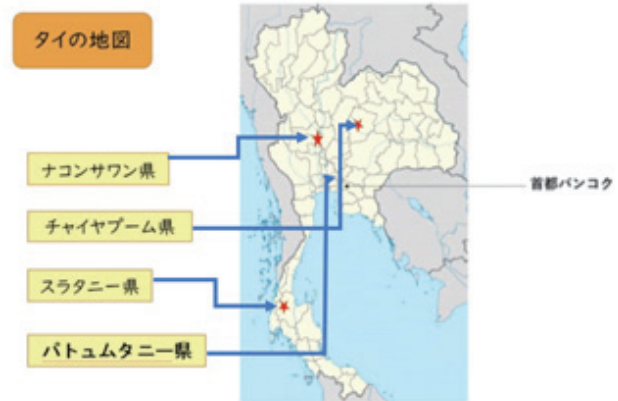 タイの地図
ナコンサワン県
首都バンコク
チャイヤプーム県
スラタニー県
パトュムタニー県